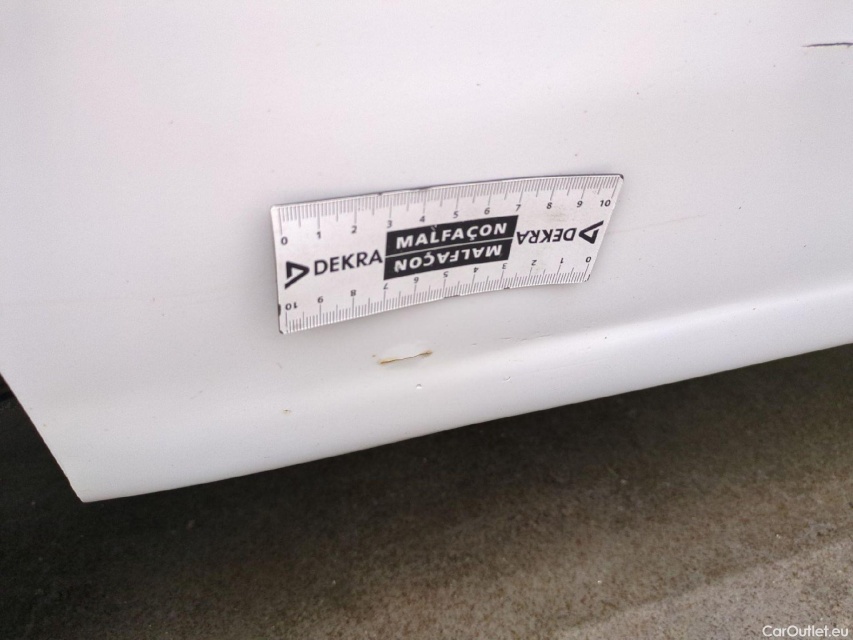 0 1 2 3 4 5 6 7 8 9 10
MALFAÇON
DEKRA
MALFAÇON
DEKRA
10 9 8 7 6 5 4 3 2 1 0
CarOutlet.eu